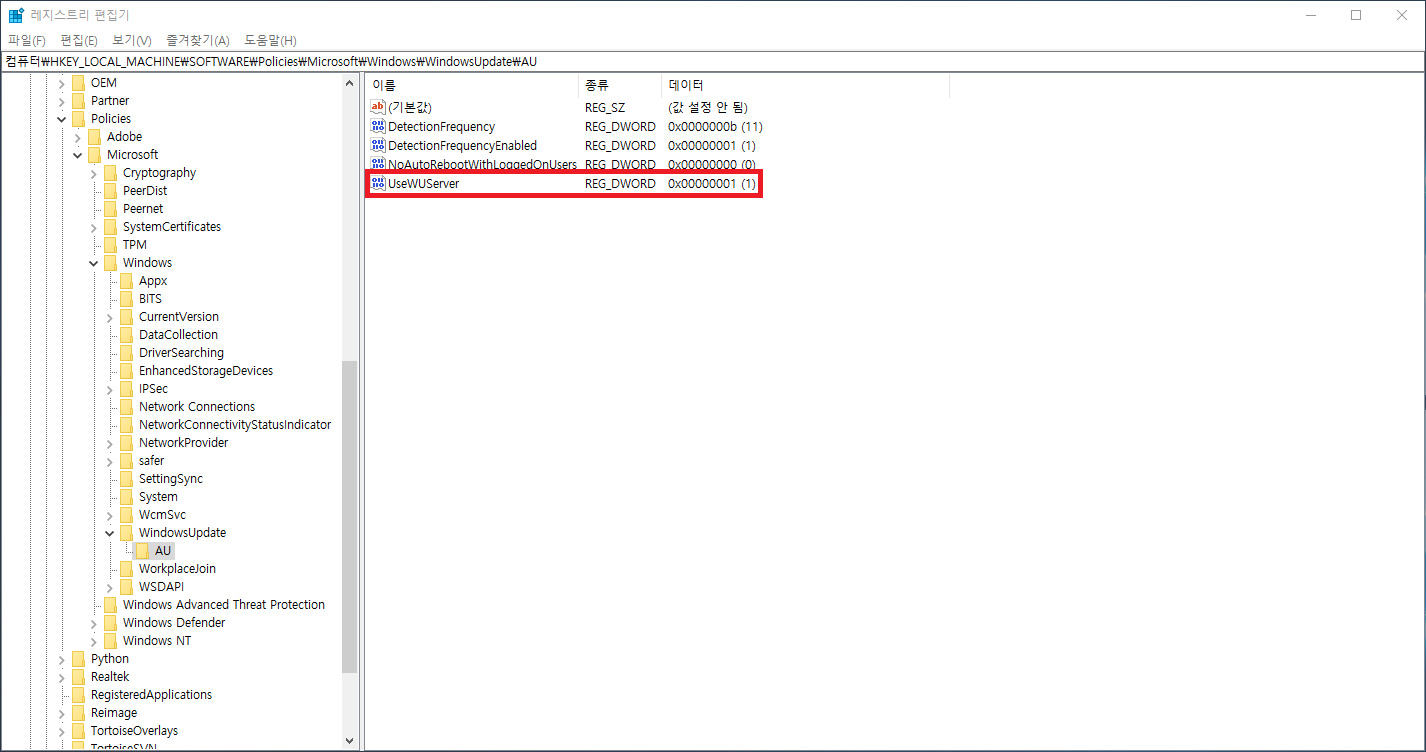 레지스트리 편집기
파일(F) 편집(E) 보기(V) 즐겨찾기(A) 도움말(H)
컴퓨터₩HKEY_LOCAL_MACHINE₩SOFTWARE₩Policies₩Microsoft₩Windows₩WindowsUpdate₩AU
OEM
Partner
Policies
Adobe
Microsoft
Cryptography
PeerDist
Peernet
SystemCertificates
TPM
Windows
Appx
BITS
CurrentVersion
DataCollection
DriverSearching
EnhancedStorageDevices
IPSec
Network Connections
NetworkConnectivityStatusIndicator
NetworkProvider
safer
SettingSync
System
WcmSvc
WindowsUpdate
AU
WorkplaceJoin
WSDAPI
Windows Advanced Threat Protection
Windows Defender
Windows NT
Python
Realtek
RegisteredApplications
Reimage
TortoiseOverlays
TortoiseSVN
이름 종류 데이터
(기본값) REG_SZ (값 설정 안 됨)
DetectionFrequency REG_DWORD 0x0000000b (11)
DetectionFrequencyEnabled REG_DWORD 0x00000001 (1)
NoAutoRebootWithLoggedOnUsers REG_DWORD 0x00000000 (0)
UseWUServer REG_DWORD 0x00000001 (1)